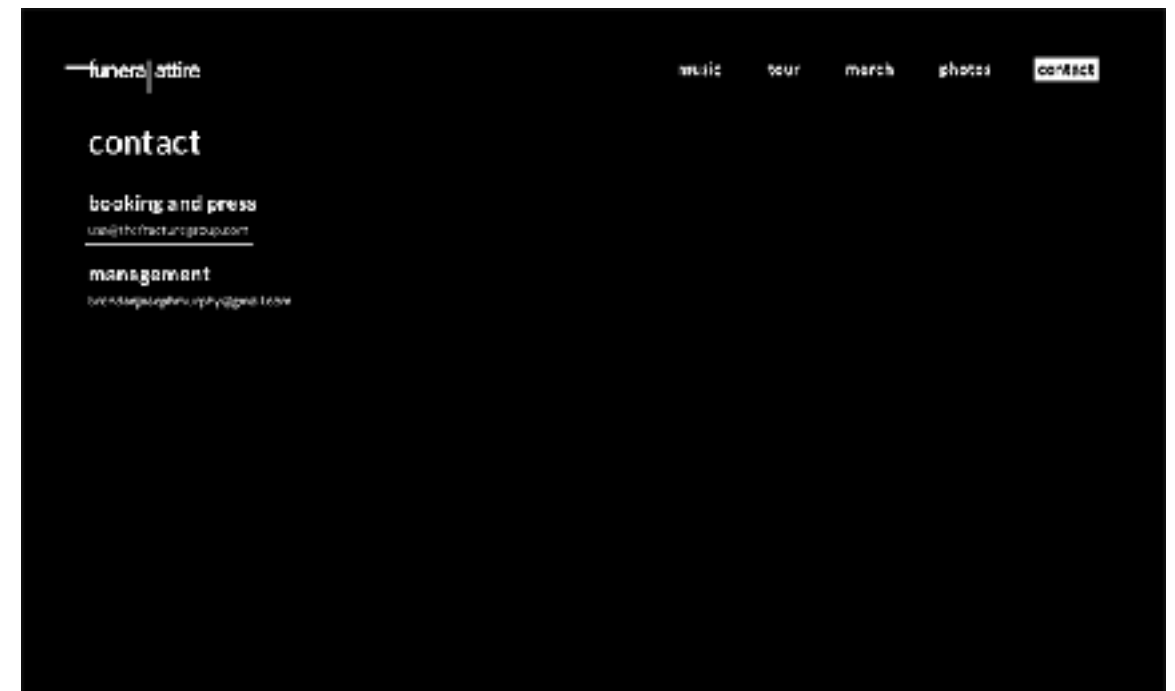 funeral attire
music tour merch photos contact
contact
booking and press
management